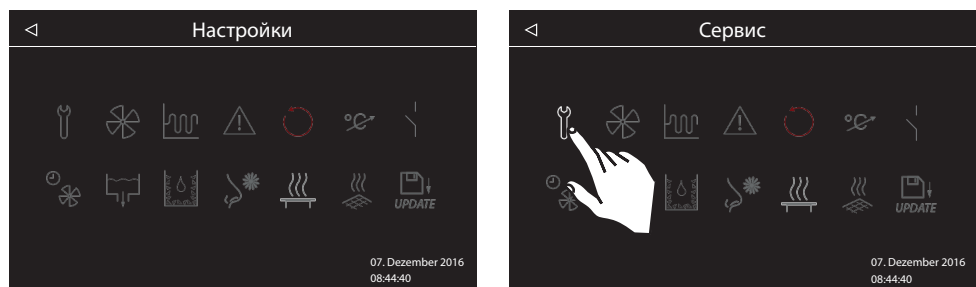 Настройки
°C
UPDATE
07. Dezember 2016
08:44:40
Сервис
°C
UPDATE
07. Dezember 2016
08:44:40